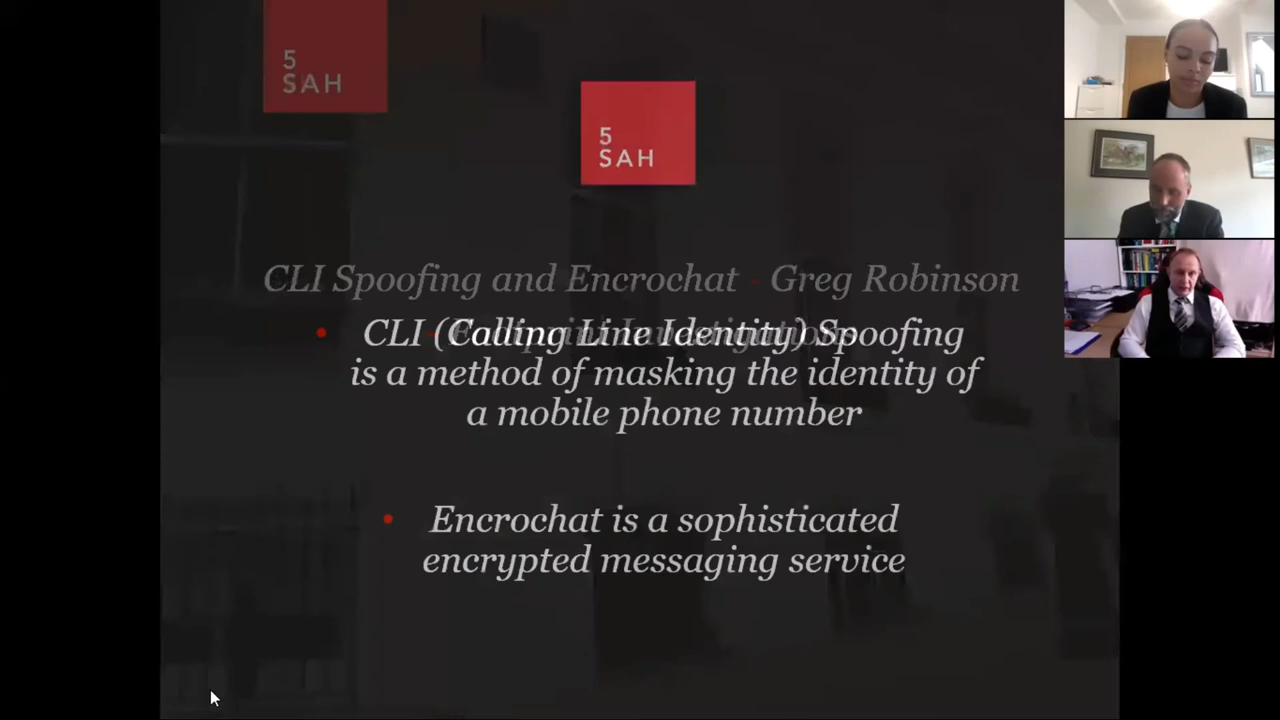 5
SAH
5
SAH
CLI Spoofing and Encrochat - Greg Robinson
CLI (Calling Line Identity) Spoofing
is a method of masking the identity of
a mobile phone number
Encrochat is a sophisticated
encrypted messaging service